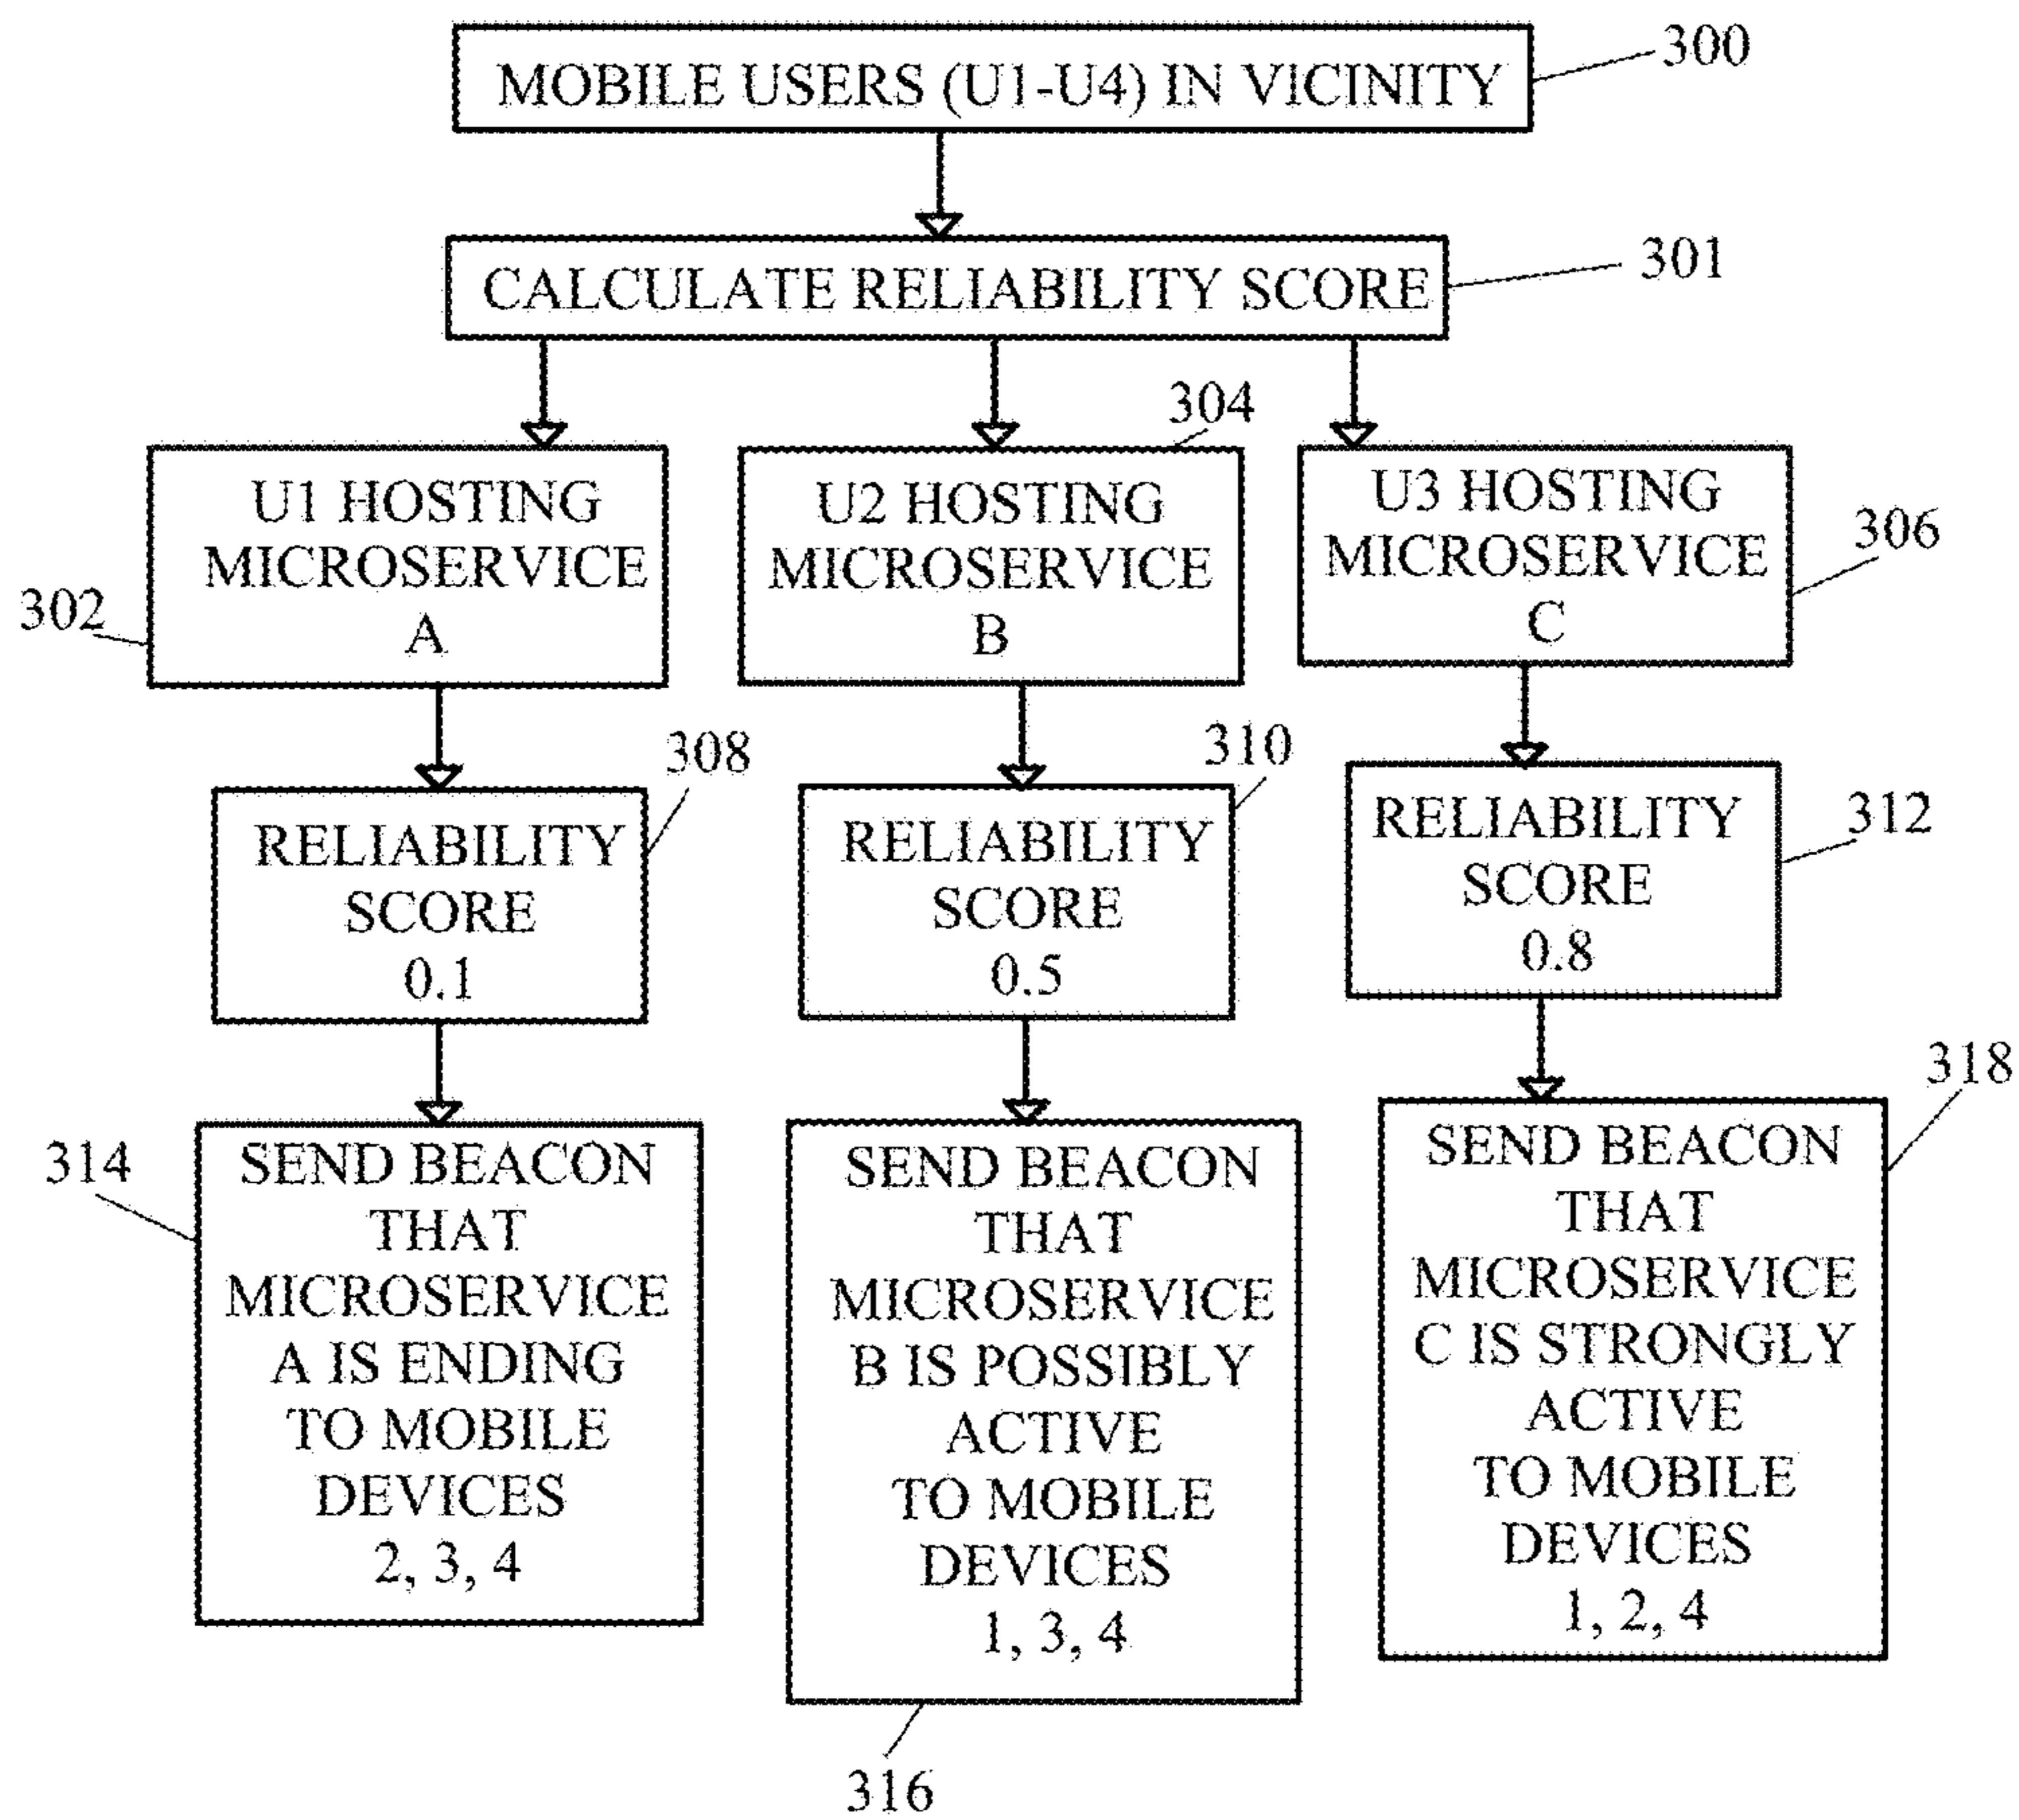 MOBILE USERS (U1-U4) IN VICINITY
300
CALCULATE RELIABILITY SCORE
301
U1 HOSTING
MICROSERVICE
A
302
U2 HOSTING
MICROSERVICE
B
304
U3 HOSTING
MICROSERVICE
C
306
RELIABILITY
SCORE
0.1
308
RELIABILITY
SCORE
0.5
310
RELIABILITY
SCORE
0.8
312
SEND BEACON
THAT
MICROSERVICE
A IS ENDING
TO MOBILE
DEVICES
2, 3, 4
314
SEND BEACON
THAT
MICROSERVICE
B IS POSSIBLY
ACTIVE
TO MOBILE
DEVICES
1, 3, 4
316
SEND BEACON
THAT
MICROSERVICE
C IS STRONGLY
ACTIVE
TO MOBILE
DEVICES
1, 2, 4
318